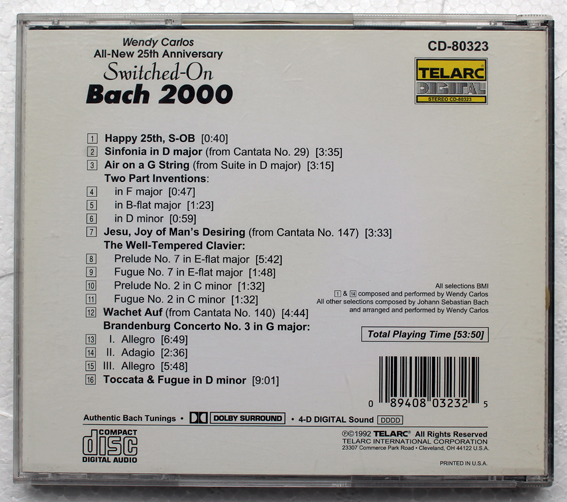 Wendy Carlos
All-New 25th Anniversary
Switched-On
Bach 2000
CD-80323
TELARC
DIGITAL
STEREO CD-80323
1 Happy 25th, S-OB [0:40]
2 Sinfonia in D major (from Cantata No. 29) [3:35]
3 Air on a G String (from Suite in D major) [3:15]
Two Part Inventions:
4 in F major [0:47]
5 in B-flat major [1:23]
6 in D minor [0:59]
7 Jesu, Joy of Man's Desiring (from Cantata No. 147) [3:33]
The Well-Tempered Clavier:
8 Prelude No. 7 in E-flat major [5:42]
9 Fugue No. 7 in E-flat major [1:48]
10 Prelude No. 2 in C minor [1:32]
11 Fugue No. 2 in C minor [1:32]
12 Wachet Auf (from Cantata No. 140) [4:44]
Brandenburg Concerto No. 3 in G major:
13 I. Allegro [6:49]
14 II. Adagio [2:36]
15 III. Allegro [5:48]
16 Toccata & Fugue in D minor [9:01]
All selections BMI
1 & 14 composed and performed by Wendy Carlos
All other selections composed by Johann Sebastian Bach
and arranged and performed by Wendy Carlos
Total Playing Time [53:50]
0 89408 03232 5
Authentic Bach Tunings • DOLBY SURROUND • 4-D DIGITAL Sound DDDD
COMPACT
disc
DIGITAL AUDIO
℗©1992 TELARC® All Rights Reserved
TELARC INTERNATIONAL CORPORATION
23307 Commerce Park Road • Cleveland, OH 44122 U.S.A.
PRINTED IN U.S.A.